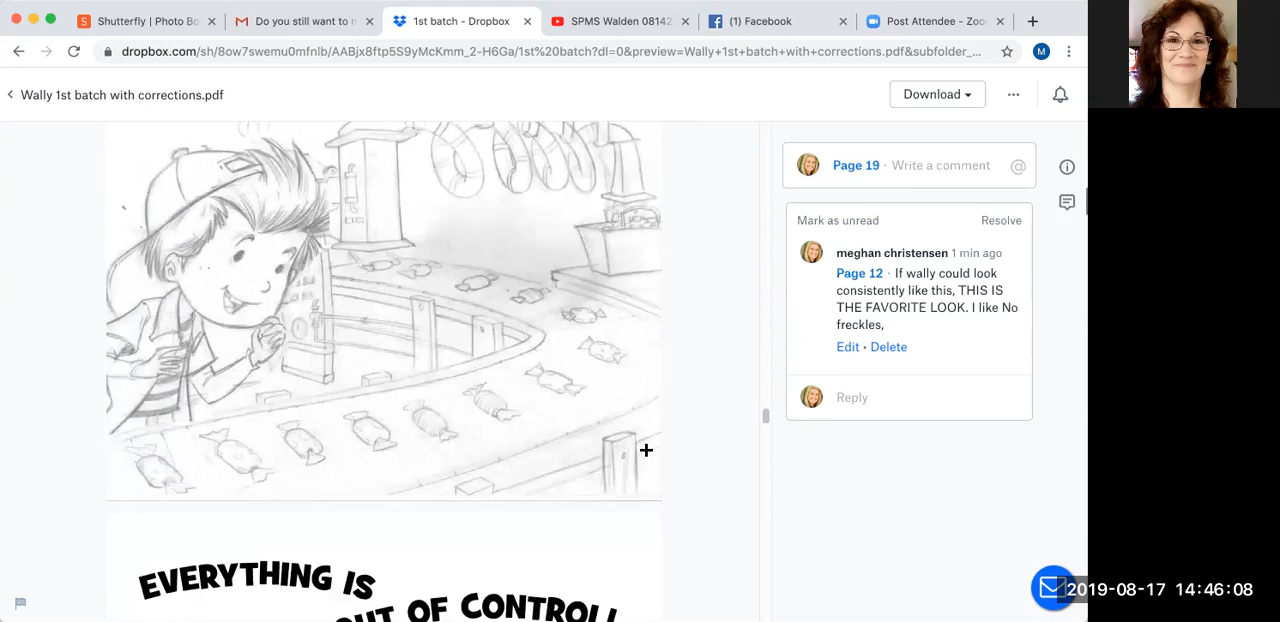 Shutterfly | Photo Bo
Do you still want to n
1st batch - Dropbox
SPMS Walden 08142
(1) Facebook
Post Attendee - Zoo
dropbox.com/sh/8ow7swemu0mfnlb/AABjx8ftp5S9yMcKmm_2-H6Ga/1st%20batch?dl=0&preview=Wally+1st+batch+with+corrections.pdf&subfolder_...
M
Wally 1st batch with corrections.pdf
Download
Page 19 · Write a comment @
Mark as unread Resolve
meghan christensen 1 min ago
Page 12 · If wally could look
consistently like this, THIS IS
THE FAVORITE LOOK. I like No
freckles,
Edit • Delete
Reply
EVERYTHING IS
OUT OF CONTROL
2019-08-17 14:46:08